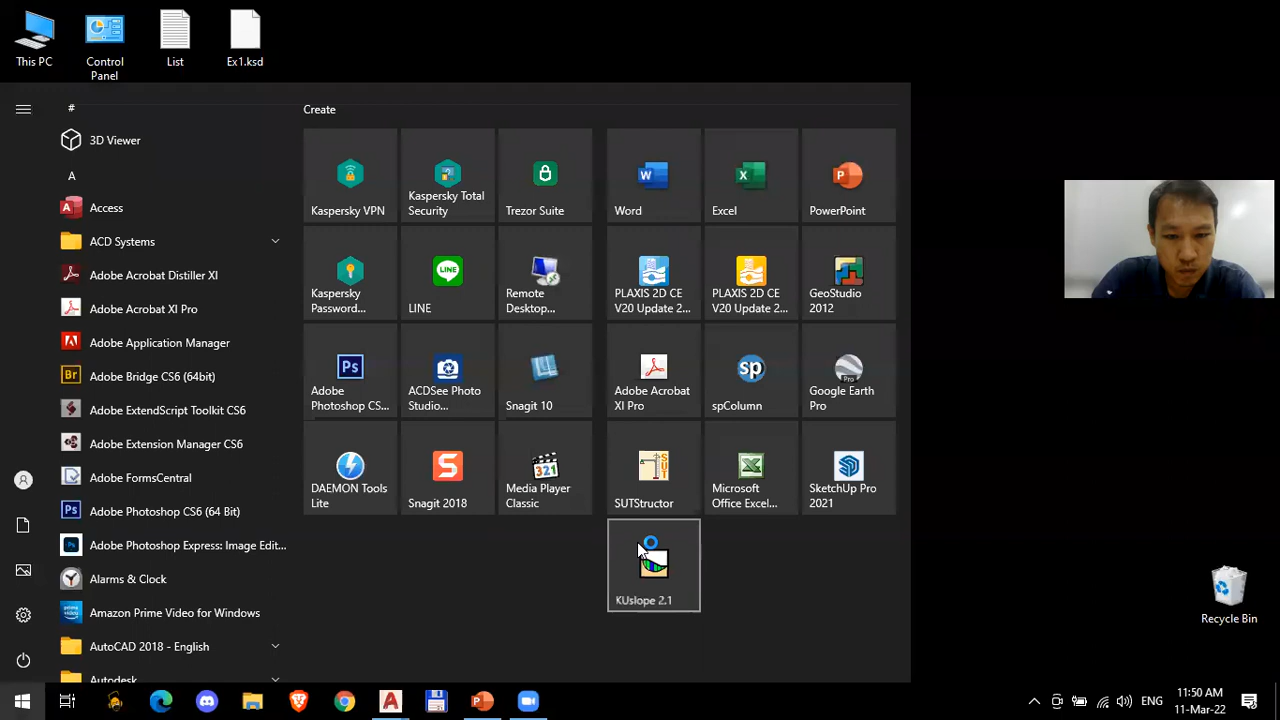 This PC
Control
Panel
List
Ex1.ksd
#
3D Viewer
A
Access
ACD Systems
Adobe Acrobat Distiller XI
Adobe Acrobat XI Pro
Adobe Application Manager
Adobe Bridge CS6 (64bit)
Adobe ExtendScript Toolkit CS6
Adobe Extension Manager CS6
Adobe FormsCentral
Adobe Photoshop CS6 (64 Bit)
Adobe Photoshop Express: Image Edit...
Alarms & Clock
Amazon Prime Video for Windows
AutoCAD 2018 - English
Autodesk
Create
Kaspersky VPN
Kaspersky Total
Security
Trezor Suite
Word
Excel
PowerPoint
Kaspersky
Password...
LINE
Remote
Desktop...
PLAXIS 2D CE
V20 Update 2...
PLAXIS 2D CE
V20 Update 2...
GeoStudio
2012
Adobe
Photoshop CS...
ACDSee Photo
Studio...
Snagit 10
Adobe Acrobat
XI Pro
spColumn
Google Earth
Pro
DAEMON Tools
Lite
Snagit 2018
Media Player
Classic
SUTStructor
Microsoft
Office Excel...
SketchUp Pro
2021
KUslope 2.1
Recycle Bin
ENG
11:50 AM
11-Mar-22